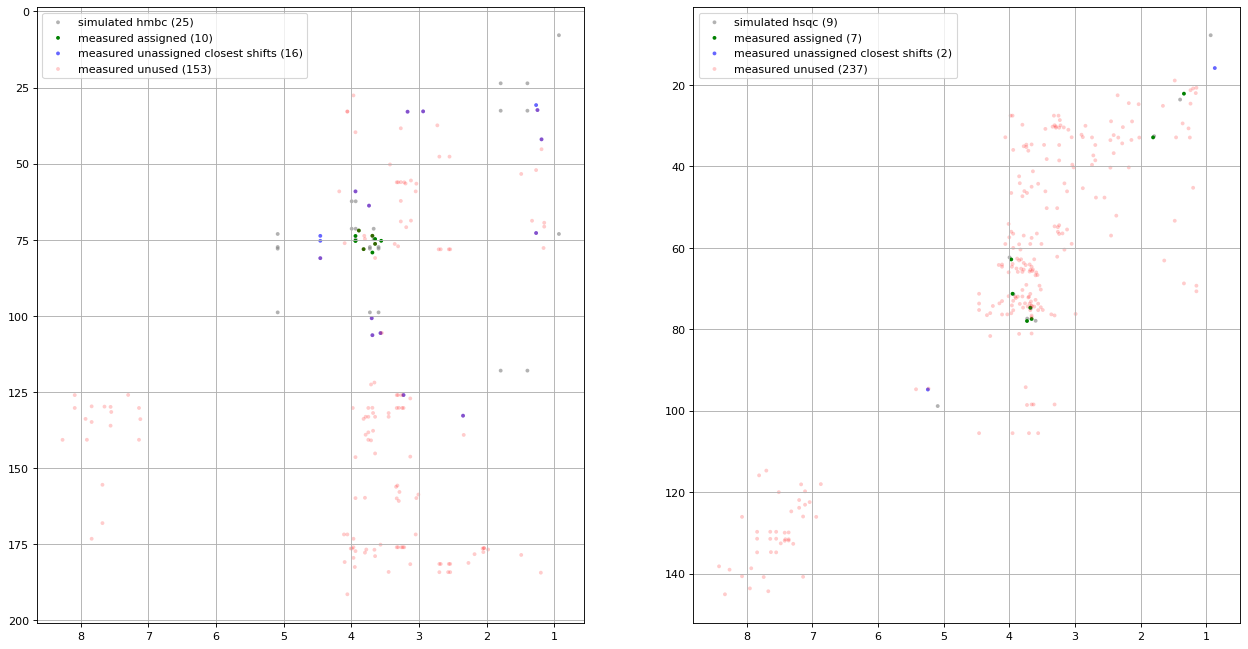 simulated hmbc (25)
measured assigned (10)
measured unassigned closest shifts (16)
measured unused (153)
0
25
50
75
100
125
150
175
200
8 7 6 5 4 3 2 1
simulated hsqc (9)
measured assigned (7)
measured unassigned closest shifts (2)
measured unused (237)
20
40
60
80
100
120
140
8 7 6 5 4 3 2 1